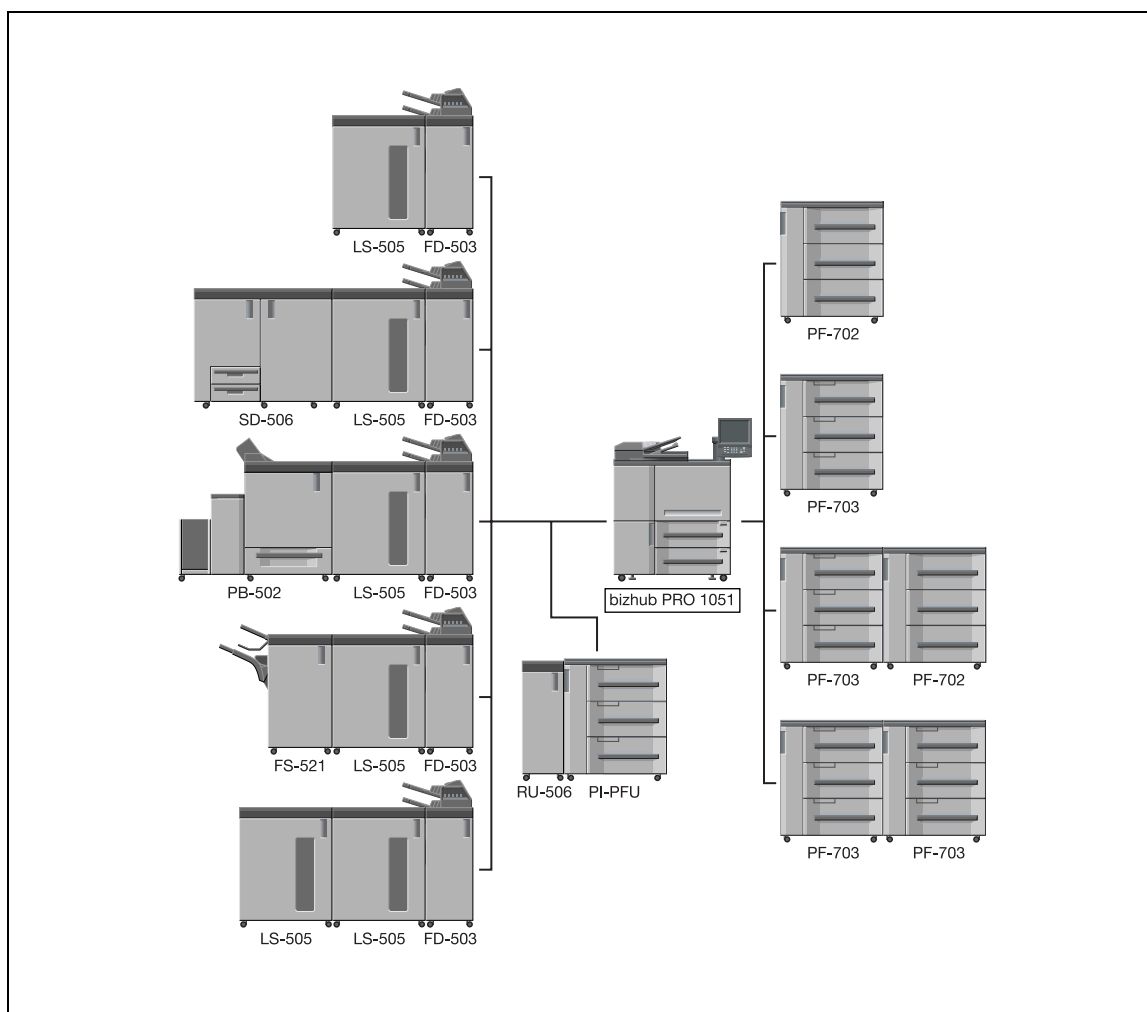 LS-505 FD-503
PF-702
SD-506 LS-505 FD-503
PF-703
bizhub PRO 1051
PB-502 LS-505 FD-503
PF-703 PF-702
FS-521 LS-505 FD-503
RU-506 PI-PFU
PF-703 PF-703
LS-505 LS-505 FD-503